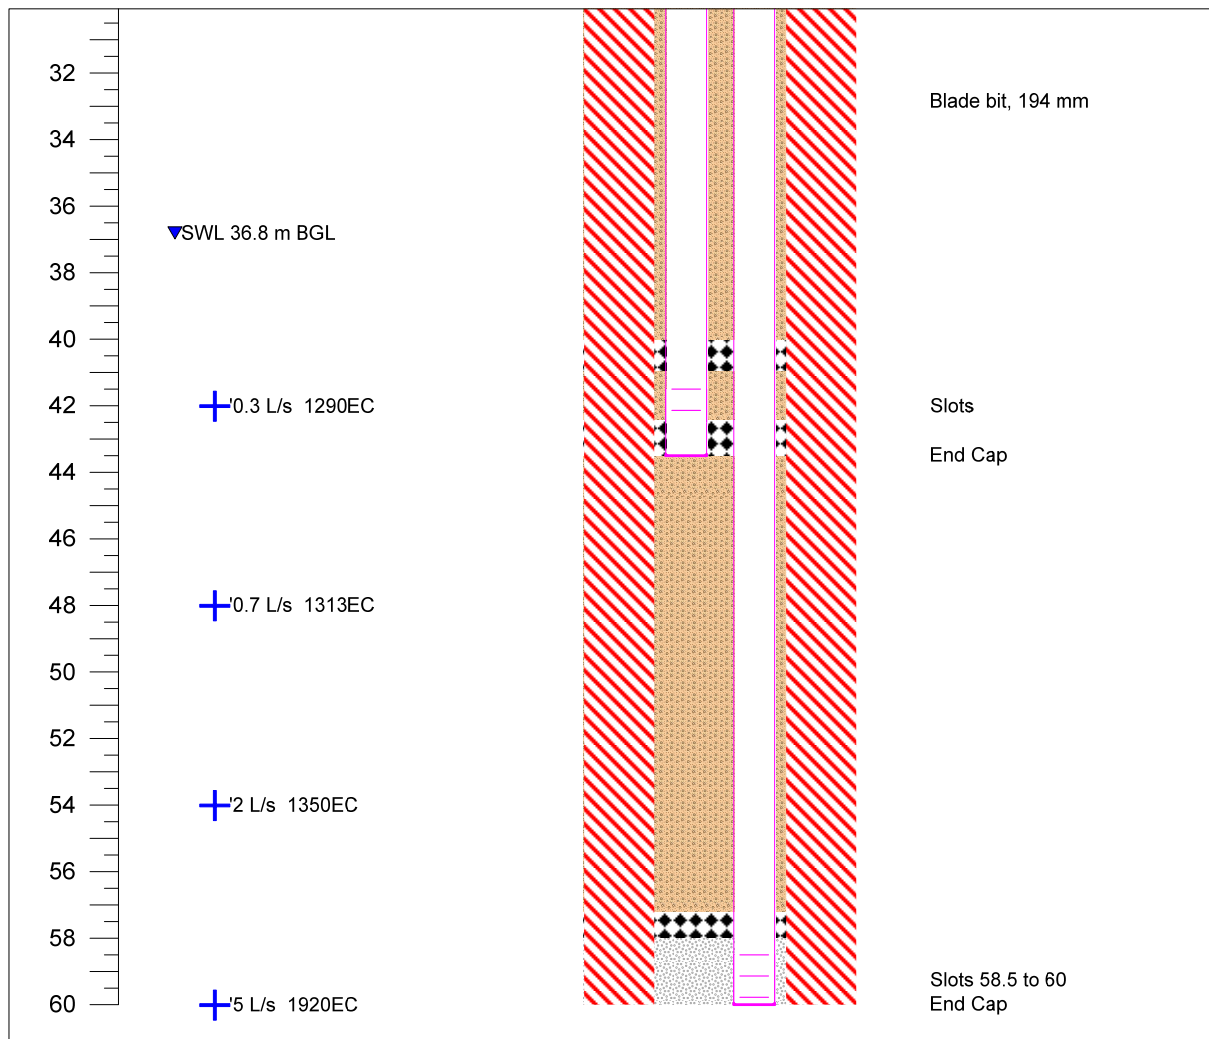 32
Blade bit, 194 mm
34
36
SWL 36.8 m BGL
38
40
42
'0.3 L/s 1290EC
Slots
End Cap
44
46
48
'0.7 L/s 1313EC
50
52
54
'2 L/s 1350EC
56
58
Slots 58.5 to 60
60
'5 L/s 1920EC
End Cap